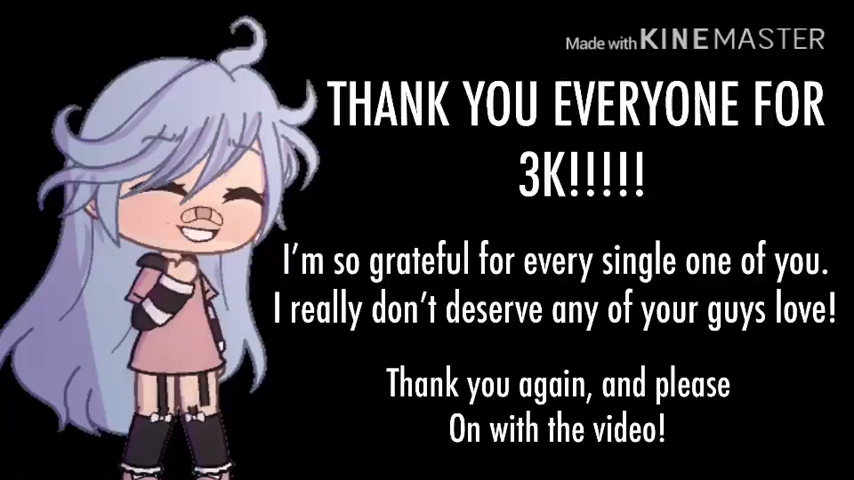 Made with KINEMASTER
THANK YOU EVERYONE FOR
3K!!!!!
I'm so grateful for every single one of you.
I really don't deserve any of your guys love!
Thank you again, and please
On with the video!